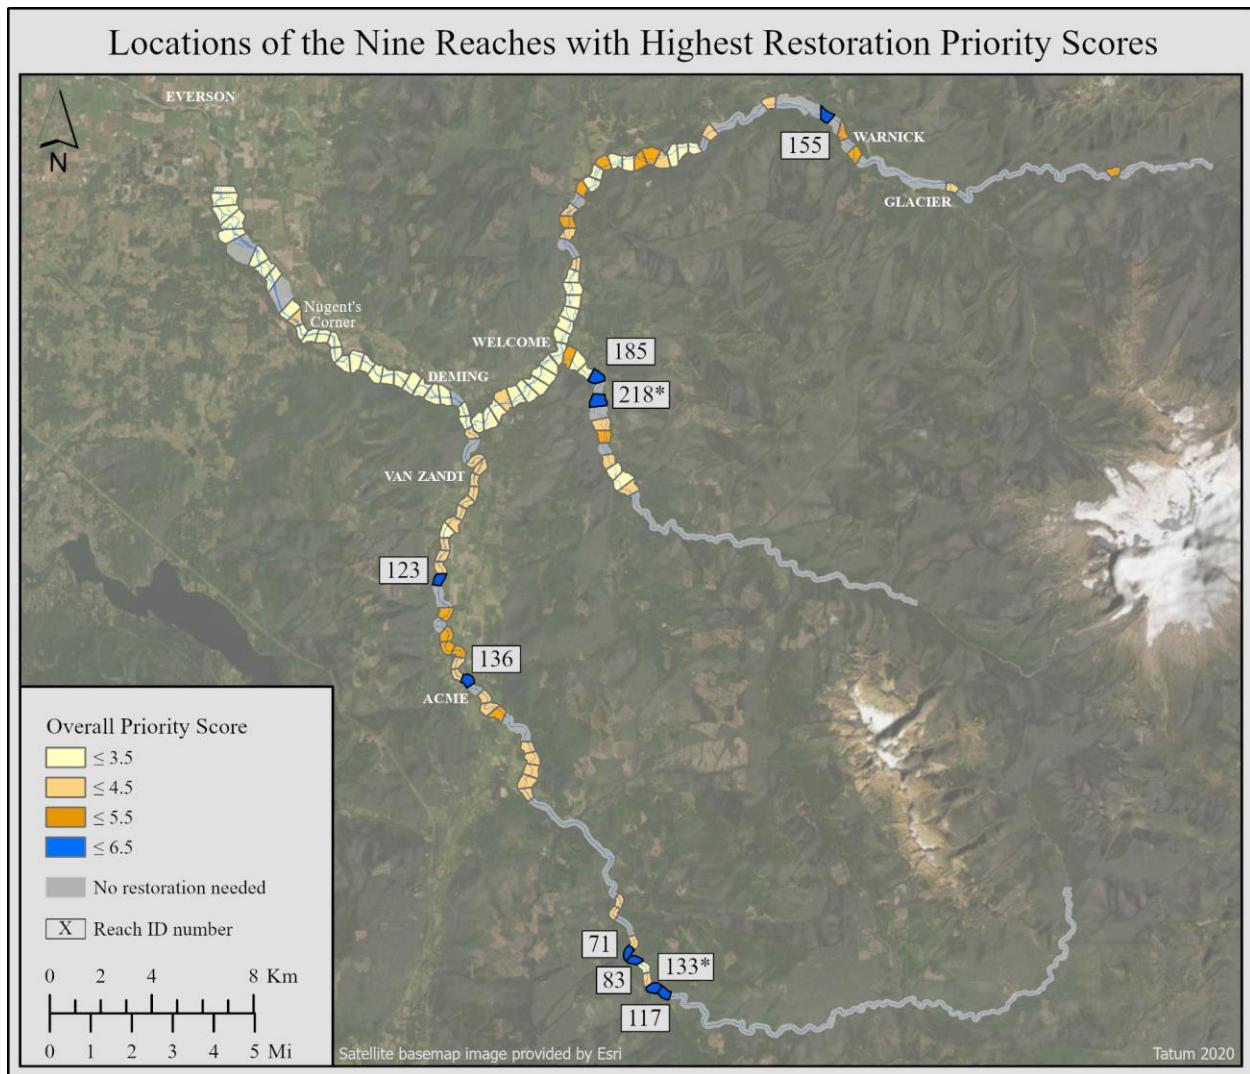 Locations of the Nine Reaches with Highest Restoration Priority Scores
EVERSON
N
155
WARNICK
GLACIER
Nugent's
Corner
WELCOME
185
DEMING
218*
VAN ZANDT
123
136
ACME
71
83
133*
117
Overall Priority Score
≤ 3.5
≤ 4.5
≤ 5.5
≤ 6.5
No restoration needed
X Reach ID number
0 2 4 8 Km
0 1 2 3 4 5 Mi
Satellite basemap image provided by Esri
Tatum 2020